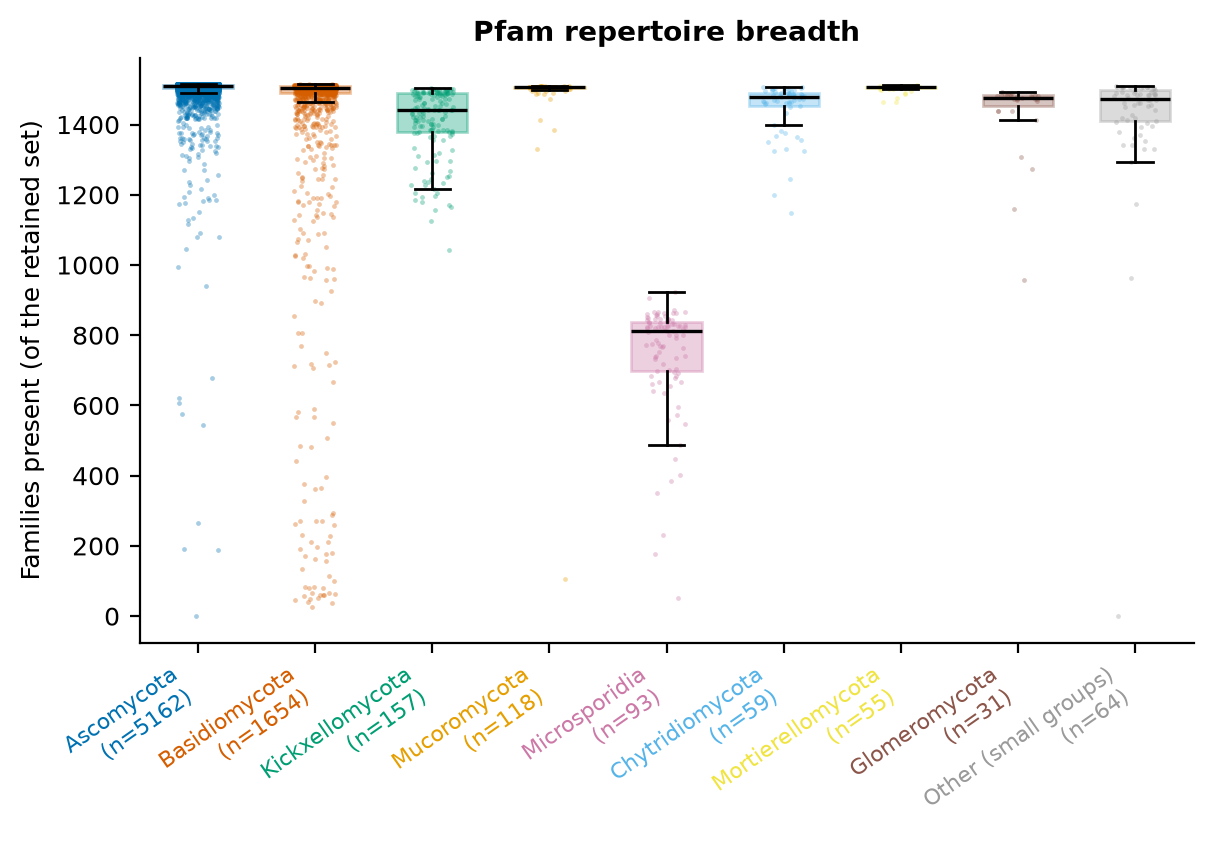 Pfam repertoire breadth
Families present (of the retained set)
1400
1200
1000
800
600
400
200
0
Ascomycota
(n=5162)
Basidiomycota
(n=1654)
Kickxellomycota
(n=157)
Mucoromycota
(n=118)
Microsporidia
(n=93)
Chytridiomycota
(n=59)
Mortierellomycota
(n=55)
Glomeromycota
(n=31)
Other (small groups)
(n=64)